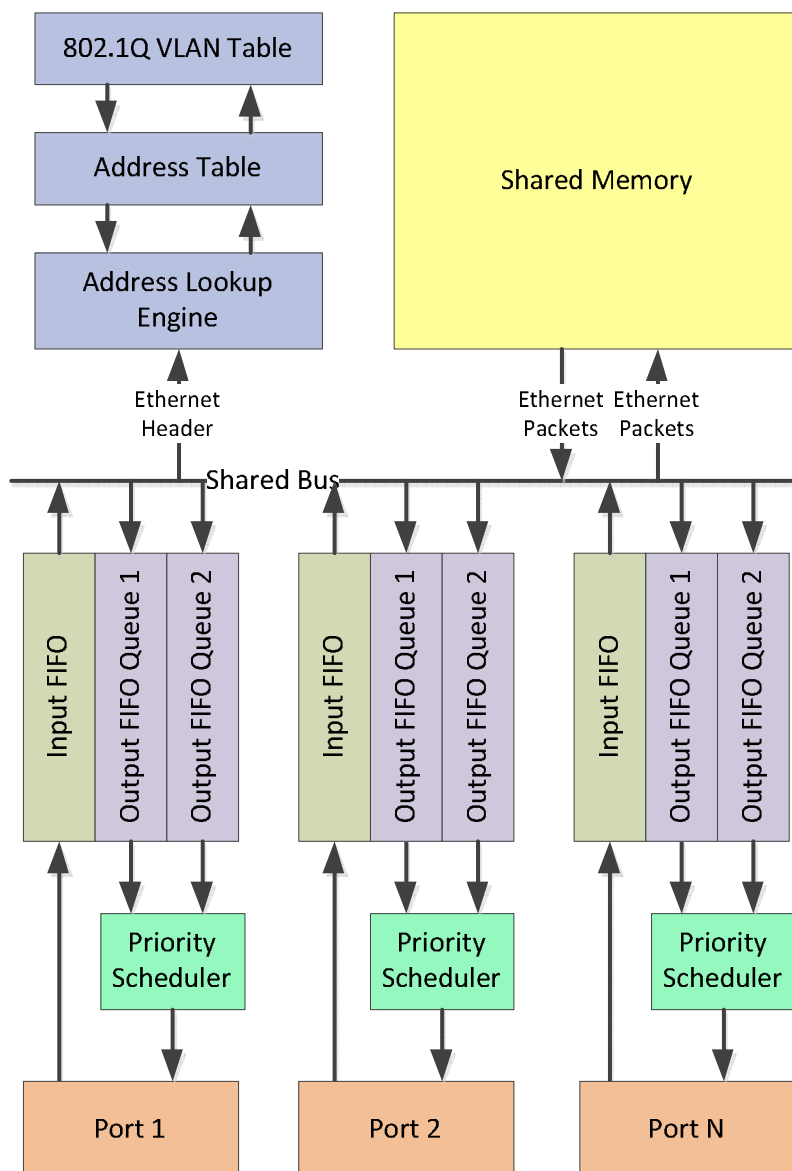 802.1Q VLAN Table
Address Table
Address Lookup
Engine
Shared Memory
Ethernet
Header
Ethernet
Packets
Ethernet
Packets
Shared Bus
Input FIFO
Output FIFO Queue 1
Output FIFO Queue 2
Input FIFO
Output FIFO Queue 1
Output FIFO Queue 2
Input FIFO
Output FIFO Queue 1
Output FIFO Queue 2
Priority
Scheduler
Priority
Scheduler
Priority
Scheduler
Port 1
Port 2
Port N